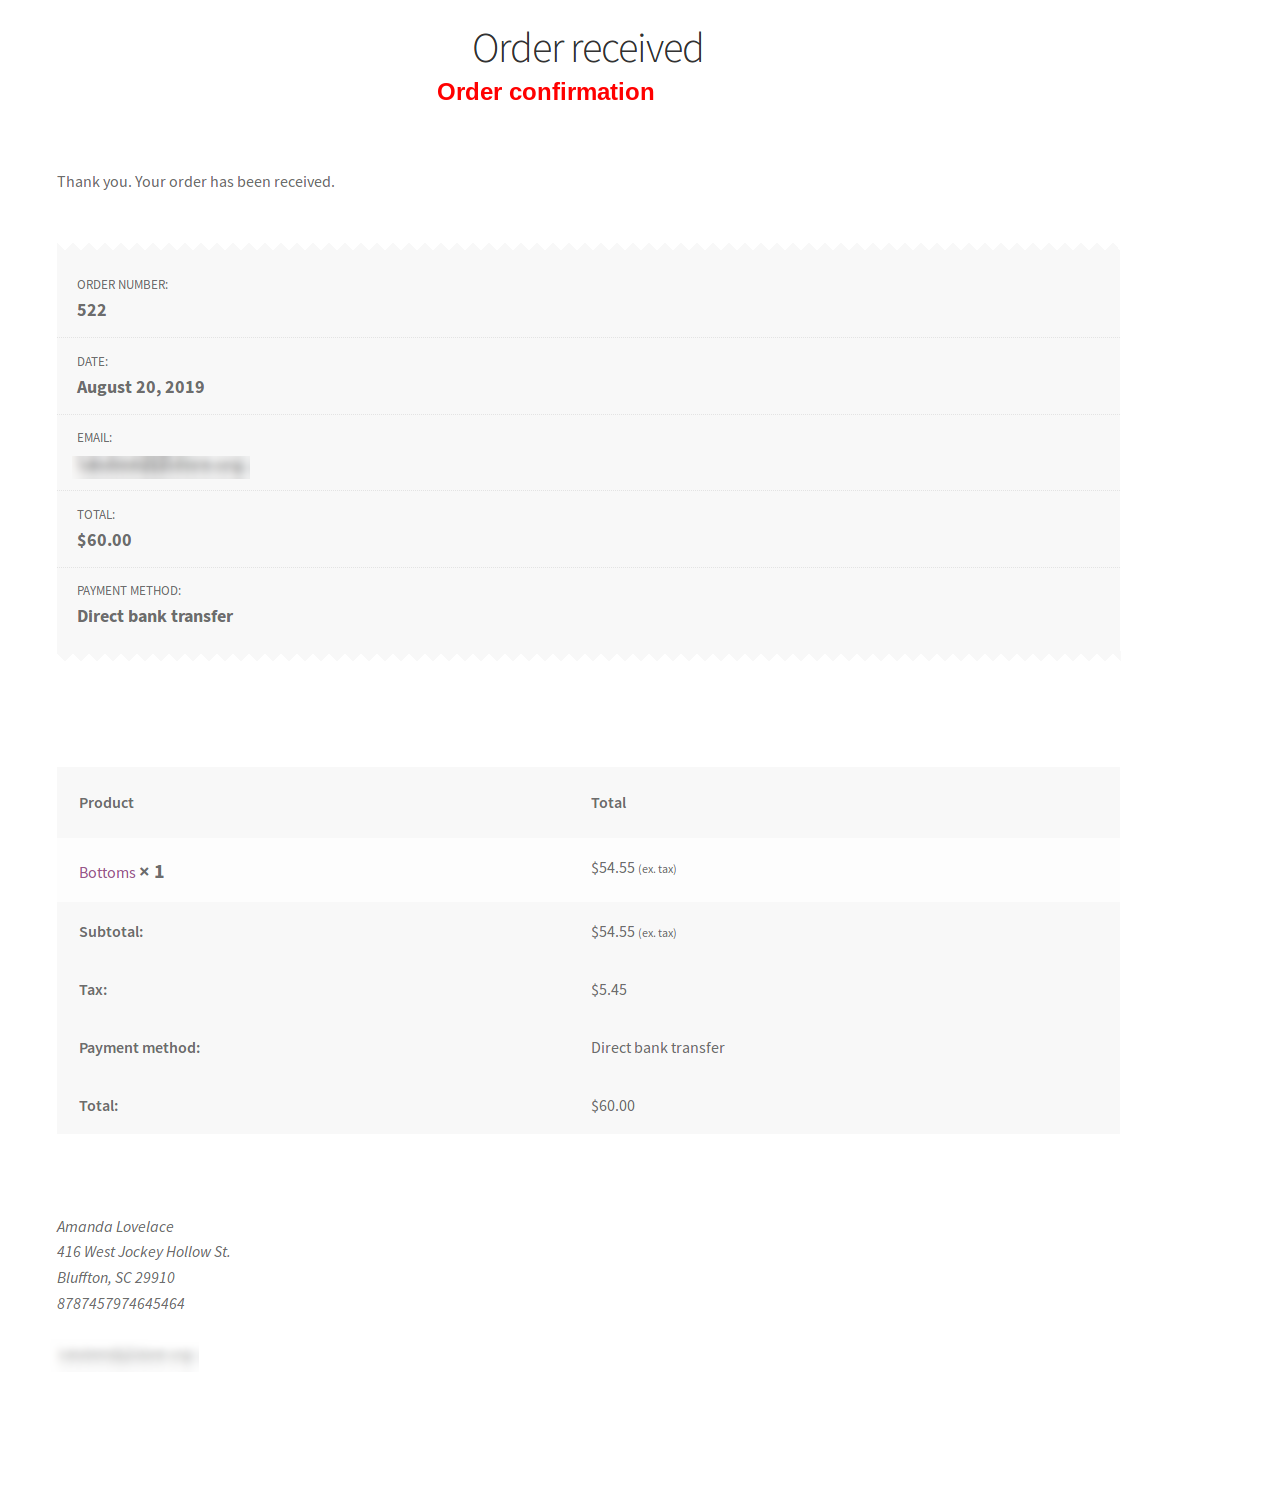 Order received
Order confirmation
Thank you. Your order has been received.
ORDER NUMBER:
522
DATE:
August 20, 2019
EMAIL:
TOTAL:
$60.00
PAYMENT METHOD:
Direct bank transfer
Product Total
Bottoms × 1 $54.55 (ex. tax)
Subtotal: $54.55 (ex. tax)
Tax: $5.45
Payment method: Direct bank transfer
Total: $60.00
Amanda Lovelace
416 West Jockey Hollow St.
Bluffton, SC 29910
8787457974645464